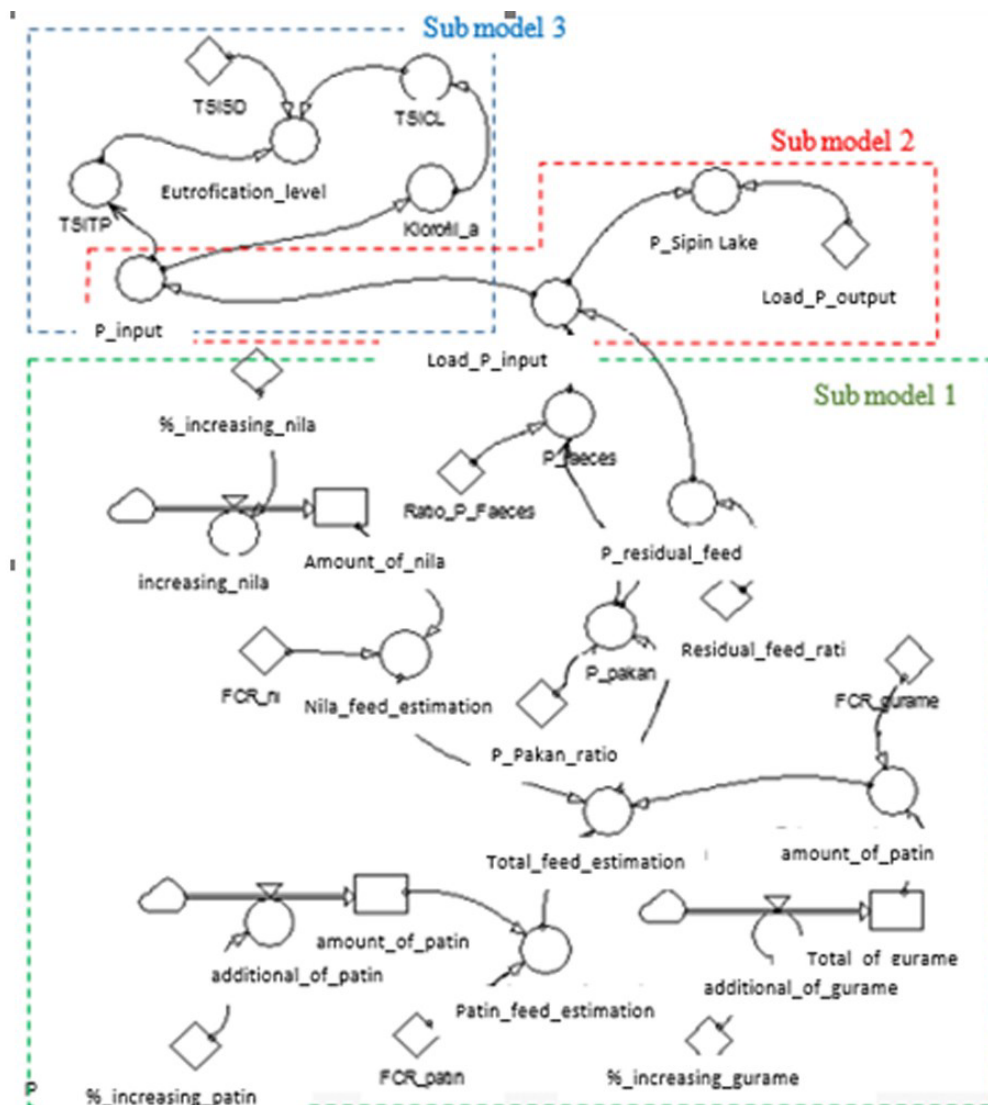 Sub model 3
TSISD
TSICL
Sub model 2
Eutrofication_level
TSITP
Klorofil_a
P_Sipin Lake
Load_P_output
P_input
Load_P_input
Sub model 1
%_increasing_nila
P_faeces
Ratio_P_Faeces
P_residual_feed
Amount_of_nila
increasing_nila
Residual_feed_rati
P_pakan
FCR_ni
FCR_gurame
Nila_feed_estimation
P_Pakan_ratio
Total_feed_estimation
amount_of_patin
amount_of_patin
Total of gurame
additional_of_patin
additional_of_gurame
Patin_feed_estimation
FCR_patin
%_increasing_gurame
%_increasing_patin
P